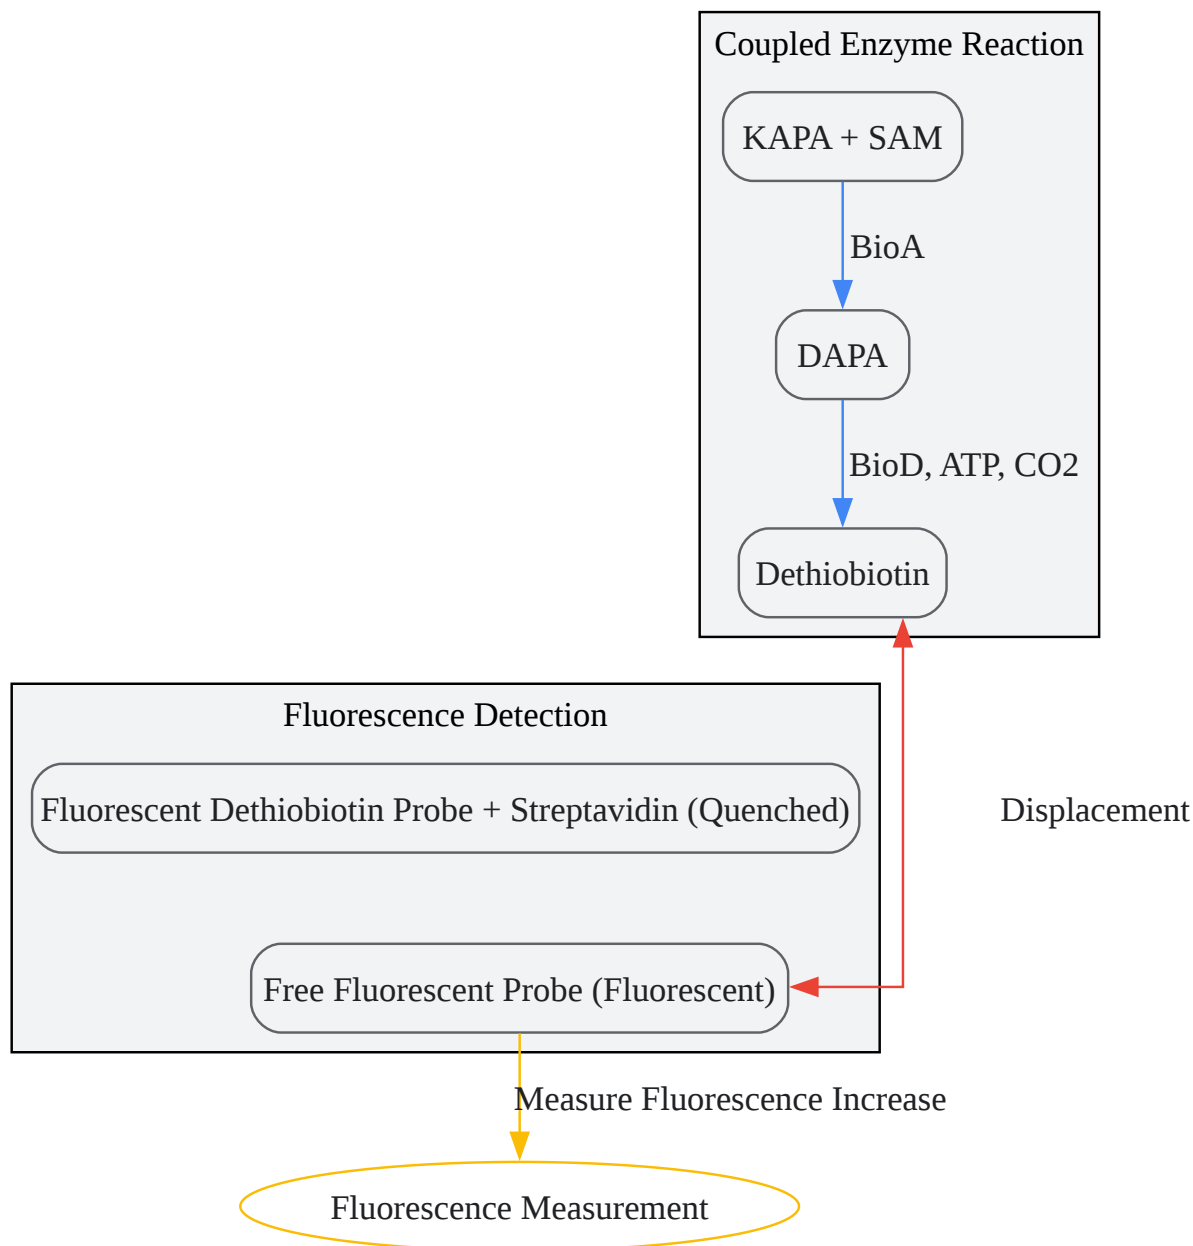 Coupled Enzyme Reaction
KAPA + SAM
BioA
DAPA
BioD, ATP, CO2
Dethiobiotin
Fluorescence Detection
Fluorescent Dethiobiotin Probe + Streptavidin (Quenched)
Displacement
Free Fluorescent Probe (Fluorescent)
Measure Fluorescence Increase
Fluorescence Measurement